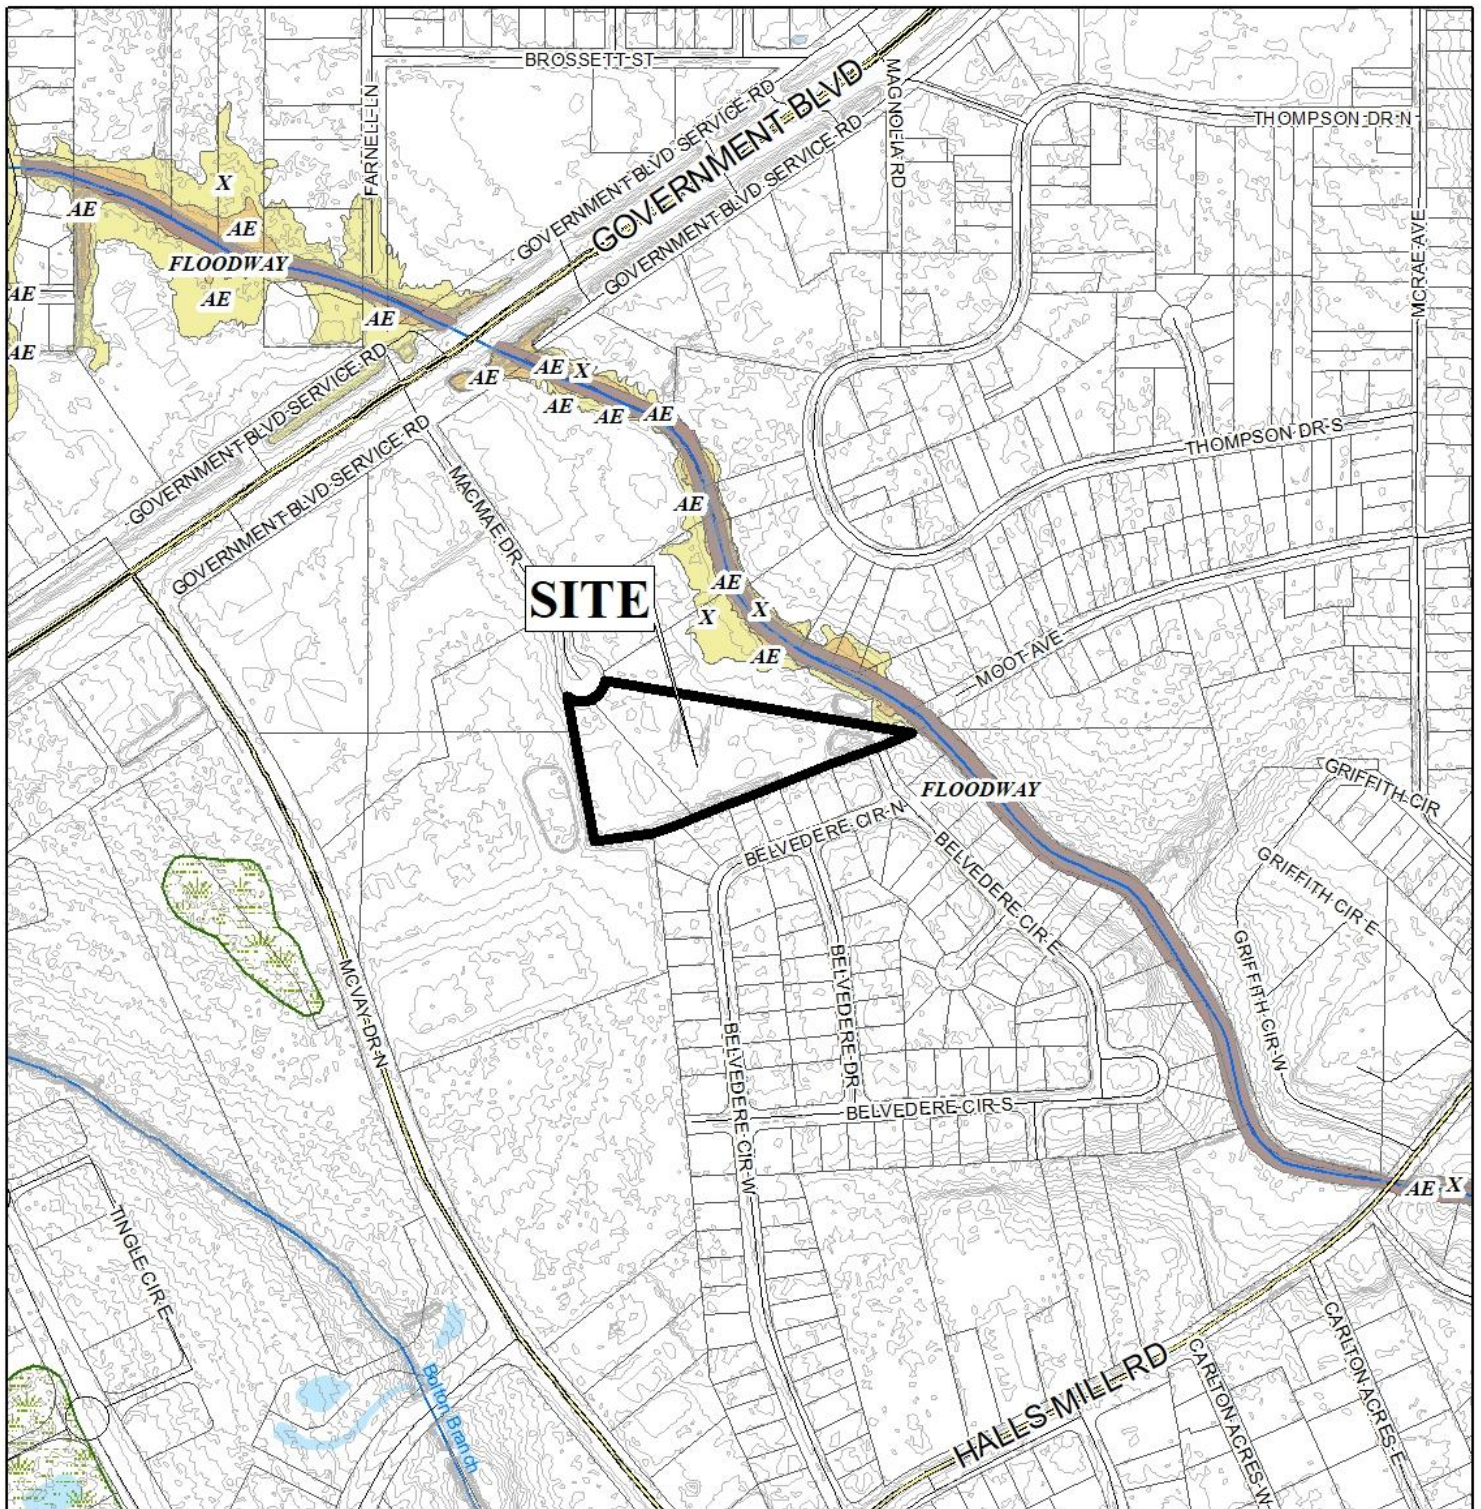 BROSSETT ST
FARNELL LN
GOVERNMENT BLVD SERVICE RD
GOVERNMENT BLVD
GOVERNMENT BLVD SERVICE RD
MAGNOLIA RD
THOMPSON DR N
MCRAE AVE
X
AE
AE
FLOODWAY
AE
AE
AE
AE
GOVERNMENT BLVD SERVICE RD
GOVERNMENT BLVD SERVICE RD
AE
AE
X
AE
AE
AE
THOMPSON DR S
MACMAE DR
AE
AE
X
X
AE
SITE
MOOT AVE
FLOODWAY
GRIFFITH CIR
BELVEDERE CIR N
BELVEDERE CIR E
GRIFFITH CIR E
GRIFFITH CIR W
MCVAY DR N
BELVEDERE DR
BELVEDERE CIR W
BELVEDERE CIR S
AE
X
TINGLE CIR E
Bolton Branch
HALLS MILL RD
CARLTON ACRES W
CARLTON ACRES E